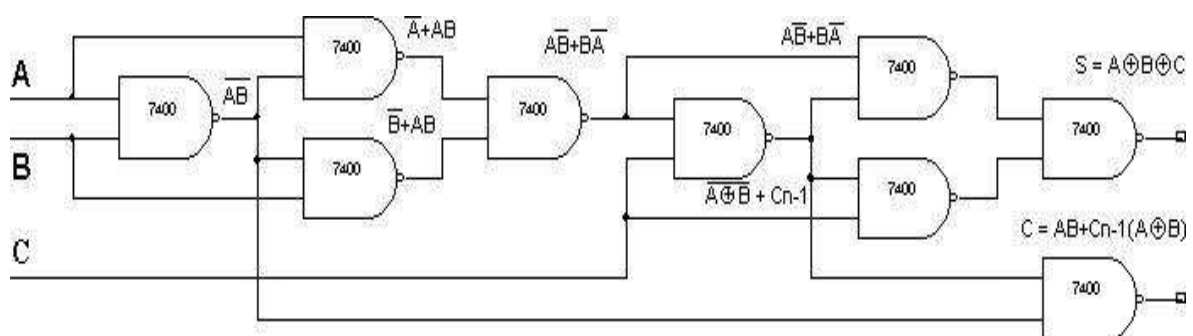 A
B
C
7400
A̅B̅
7400
A̅+AB
7400
B̅+AB
7400
AB̅+BA̅
7400
A̅⊕B̅ + Cn-1
AB̅+BA̅
7400
7400
7400
S = A⊕B⊕C
7400
C = AB+Cn-1(A⊕B)